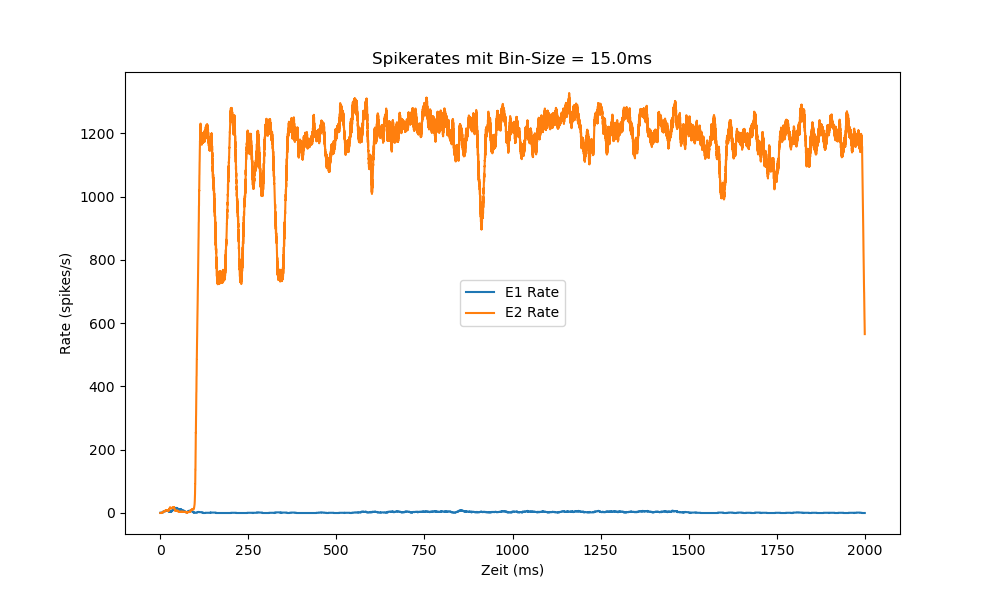 Spikerates mit Bin-Size = 15.0ms
Rate (spikes/s)
1200
1000
800
600
400
200
0
E1 Rate
E2 Rate
0 250 500 750 1000 1250 1500 1750 2000
Zeit (ms)